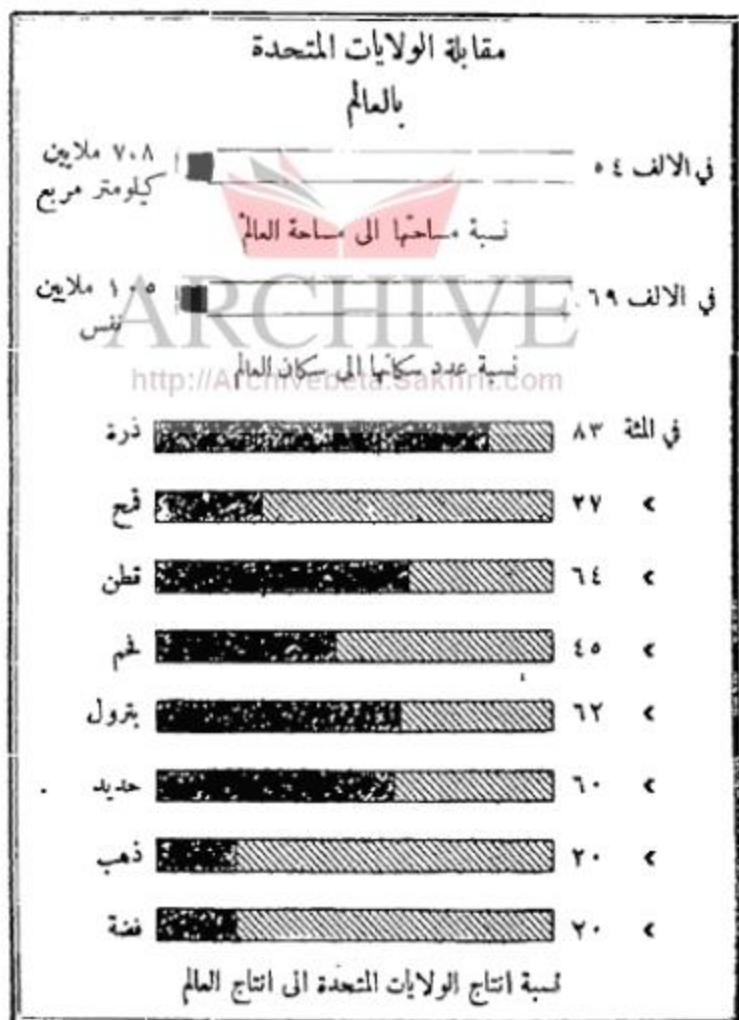 مقابلة الولايات المتحدة
بالعالم
في الالف ٥٤ ٧،٨ ملايين
كيلومتر مربع
نسبة مساحتها الى مساحة العالم
في الالف ٦٩ ١٠٥ ملايين
نفس
نسبة عدد سكانها الى سكان العالم
ARCHIVE
http://Archivebeta.Sakhrit.com
في المئة ٨٣ ذرة
» ٢٧ قمح
» ٦٤ قطن
» ٤٥ فحم
» ٦٢ بترول
» ٦٠ حديد
» ٢٠ ذهب
» ٢٠ فضة
نسبة انتاج الولايات المتحدة الى انتاج العالم